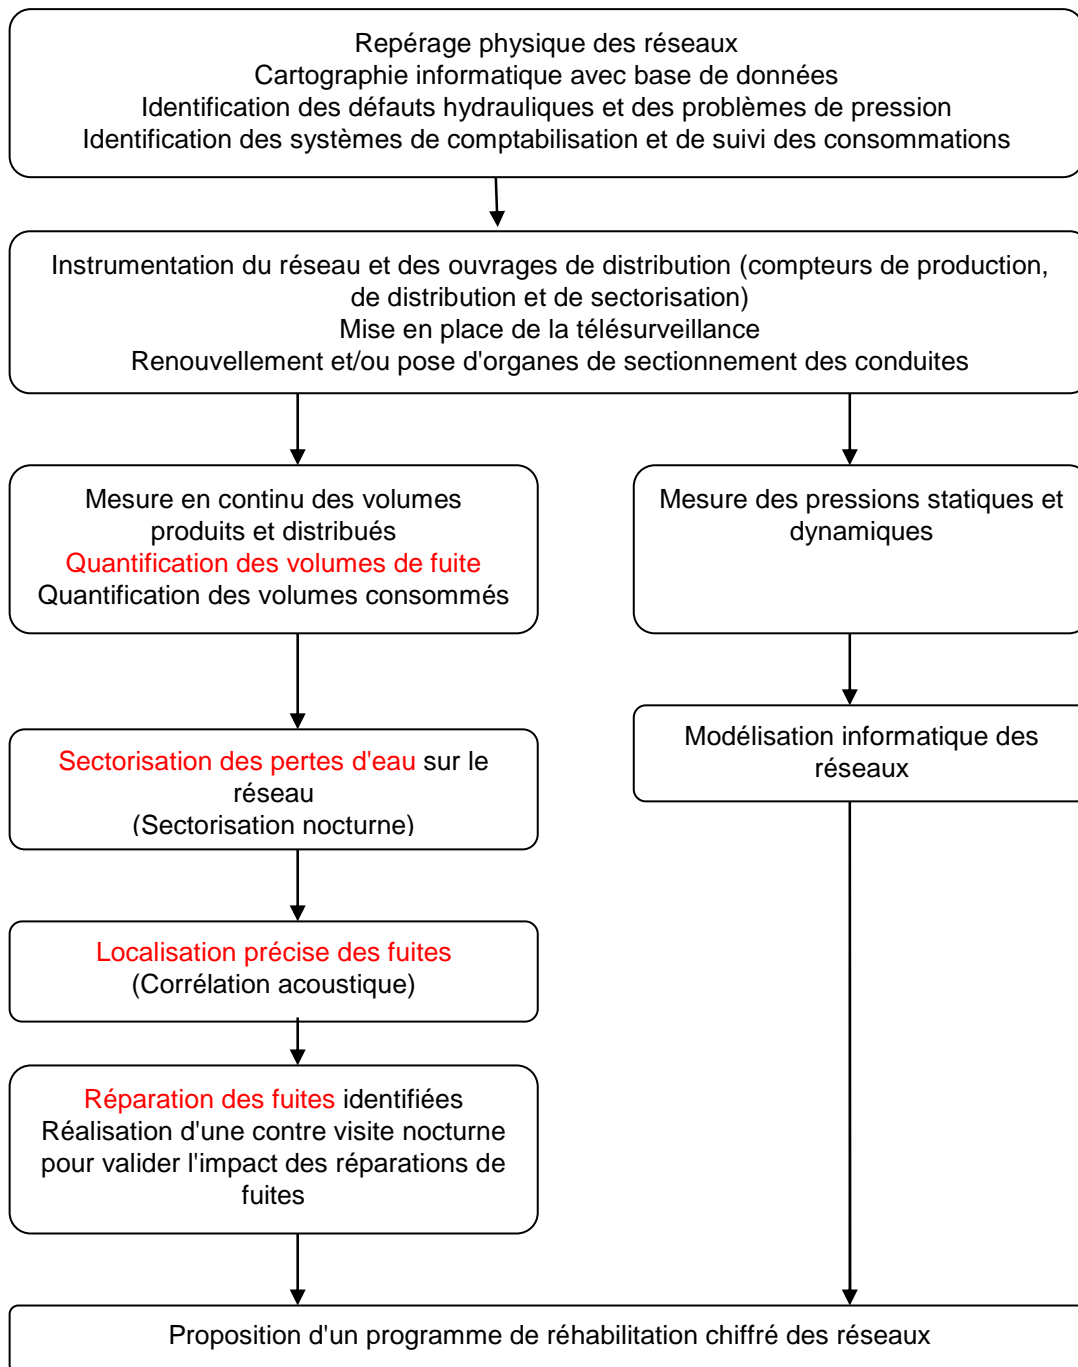 Repérage physique des réseaux
Cartographie informatique avec base de données
Identification des défauts hydrauliques et des problèmes de pression
Identification des systèmes de comptabilisation et de suivi des consommations
Instrumentation du réseau et des ouvrages de distribution (compteurs de production,
de distribution et de sectorisation)
Mise en place de la télésurveillance
Renouvellement et/ou pose d'organes de sectionnement des conduites
Mesure en continu des volumes
produits et distribués
Quantification des volumes de fuite
Quantification des volumes consommés
Mesure des pressions statiques et
dynamiques
Sectorisation des pertes d'eau sur le
réseau
(Sectorisation nocturne)
Modélisation informatique des
réseaux
Localisation précise des fuites
(Corrélation acoustique)
Réparation des fuites identifiées
Réalisation d'une contre visite nocturne
pour valider l'impact des réparations de
fuites
Proposition d'un programme de réhabilitation chiffré des réseaux